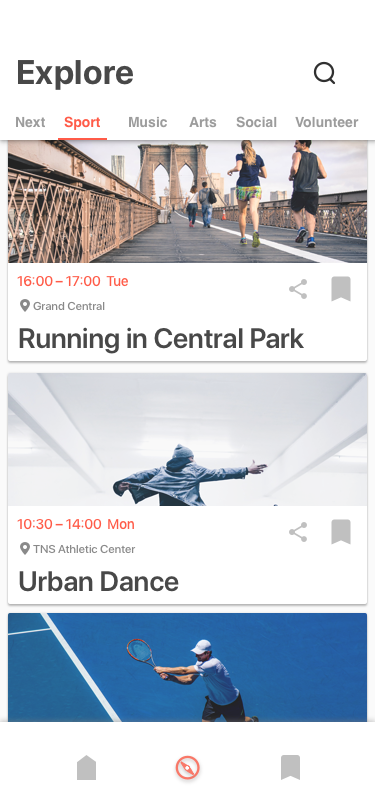 Explore
Next Sport Music Arts Social Volunteer
16:00 – 17:00 Tue
Grand Central
Running in Central Park
10:30 – 14:00 Mon
TNS Athletic Center
Urban Dance